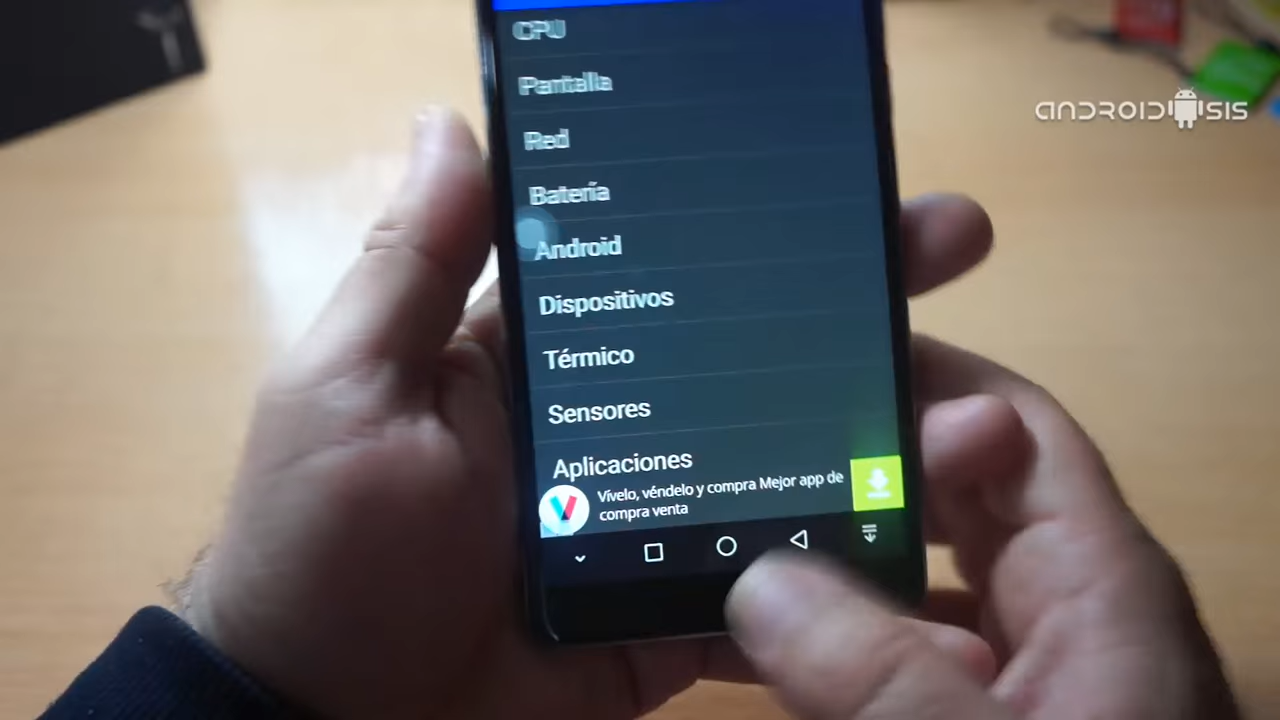 CPU
Pantalla
Red
Batería
Android
Dispositivos
Térmico
Sensores
Aplicaciones
Vívelo, véndelo y compra Mejor app de
compra venta
ANDROIDSIS